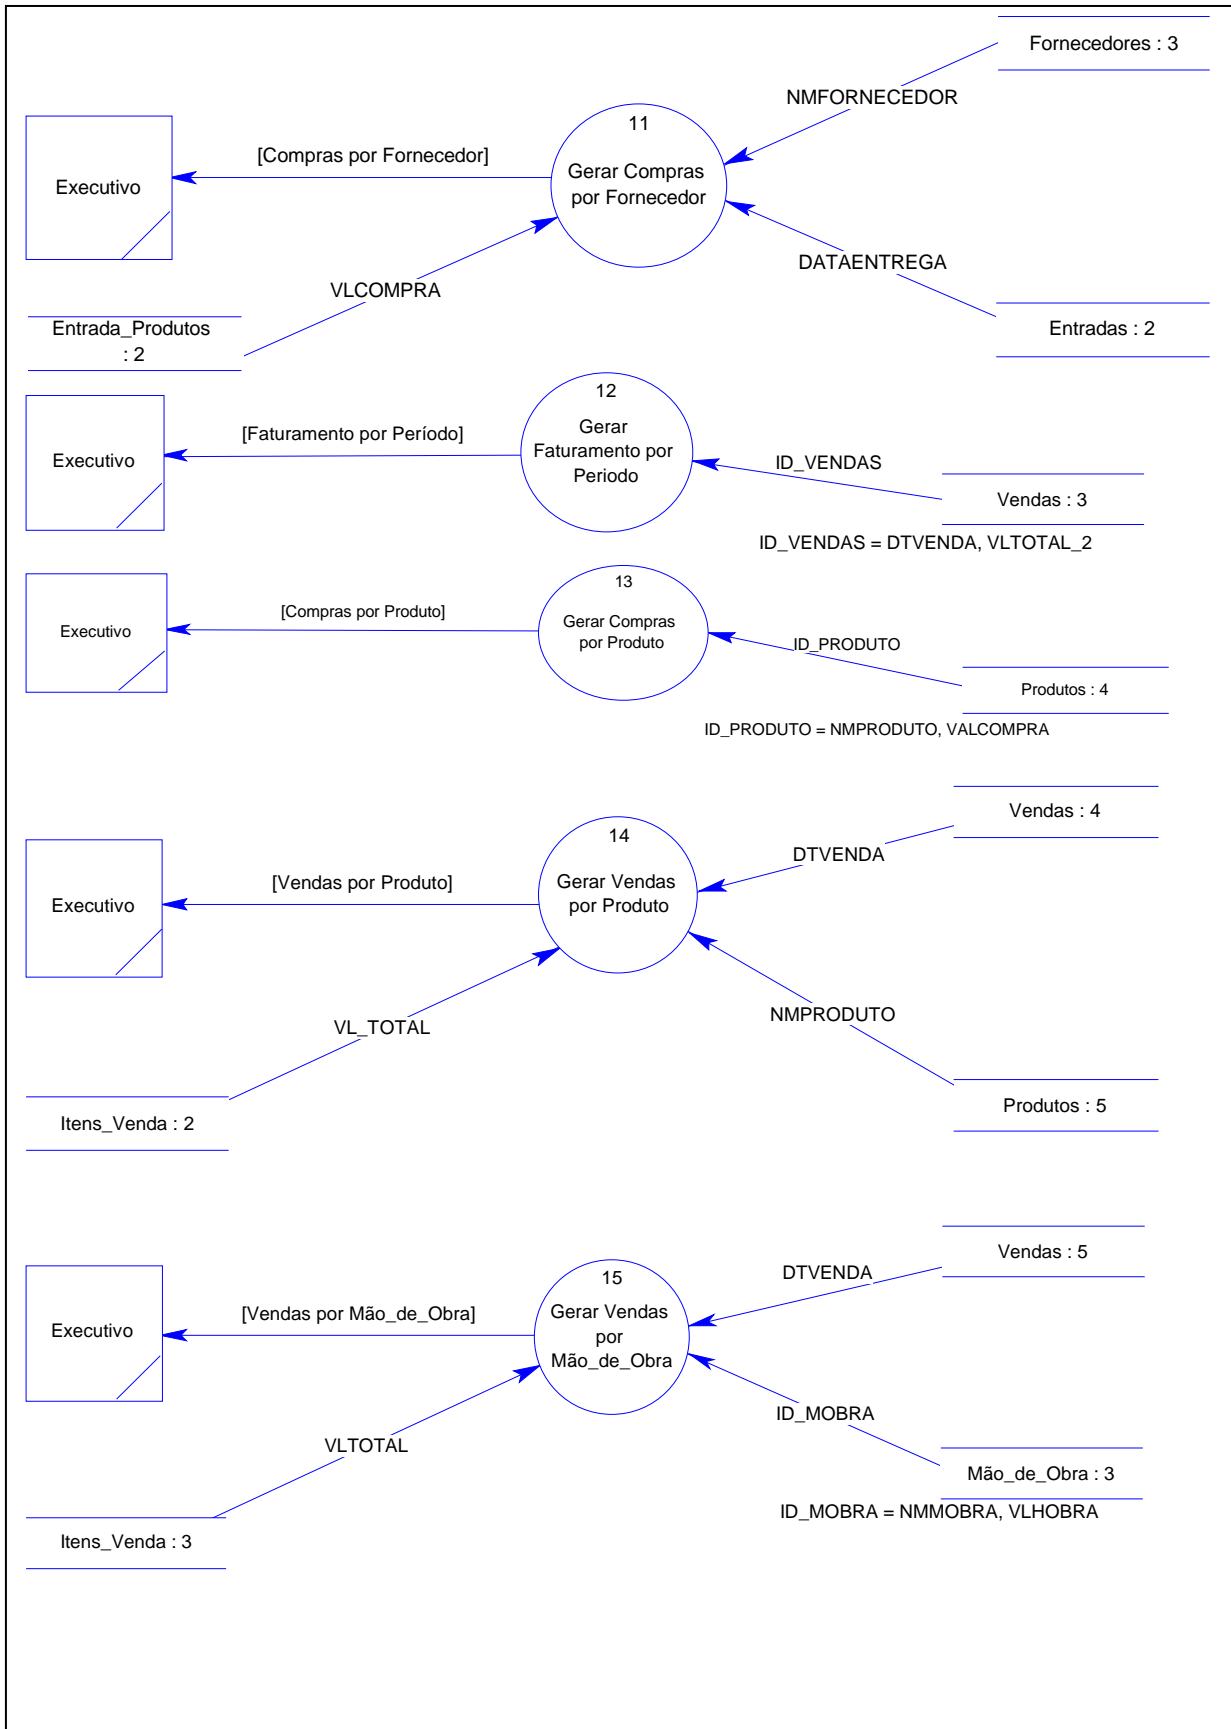 Fornecedores : 3
NMFORNECEDOR
11
Gerar Compras
por Fornecedor
[Compras por Fornecedor]
Executivo
DATAENTREGA
VLCOMPRA
Entrada_Produtos
: 2
Entradas : 2
12
Gerar
Faturamento por
Periodo
[Faturamento por Período]
Executivo
ID_VENDAS
Vendas : 3
ID_VENDAS = DTVENDA, VLTOTAL_2
13
Gerar Compras
por Produto
[Compras por Produto]
Executivo
ID_PRODUTO
Produtos : 4
ID_PRODUTO = NMPRODUTO, VALCOMPRA
Vendas : 4
DTVENDA
14
Gerar Vendas
por Produto
[Vendas por Produto]
Executivo
NMPRODUTO
VL_TOTAL
Itens_Venda : 2
Produtos : 5
Vendas : 5
DTVENDA
15
Gerar Vendas
por
Mão_de_Obra
[Vendas por Mão_de_Obra]
Executivo
ID_MOBRA
VLTOTAL
Mão_de_Obra : 3
ID_MOBRA = NMMOBRA, VLHOBRA
Itens_Venda : 3